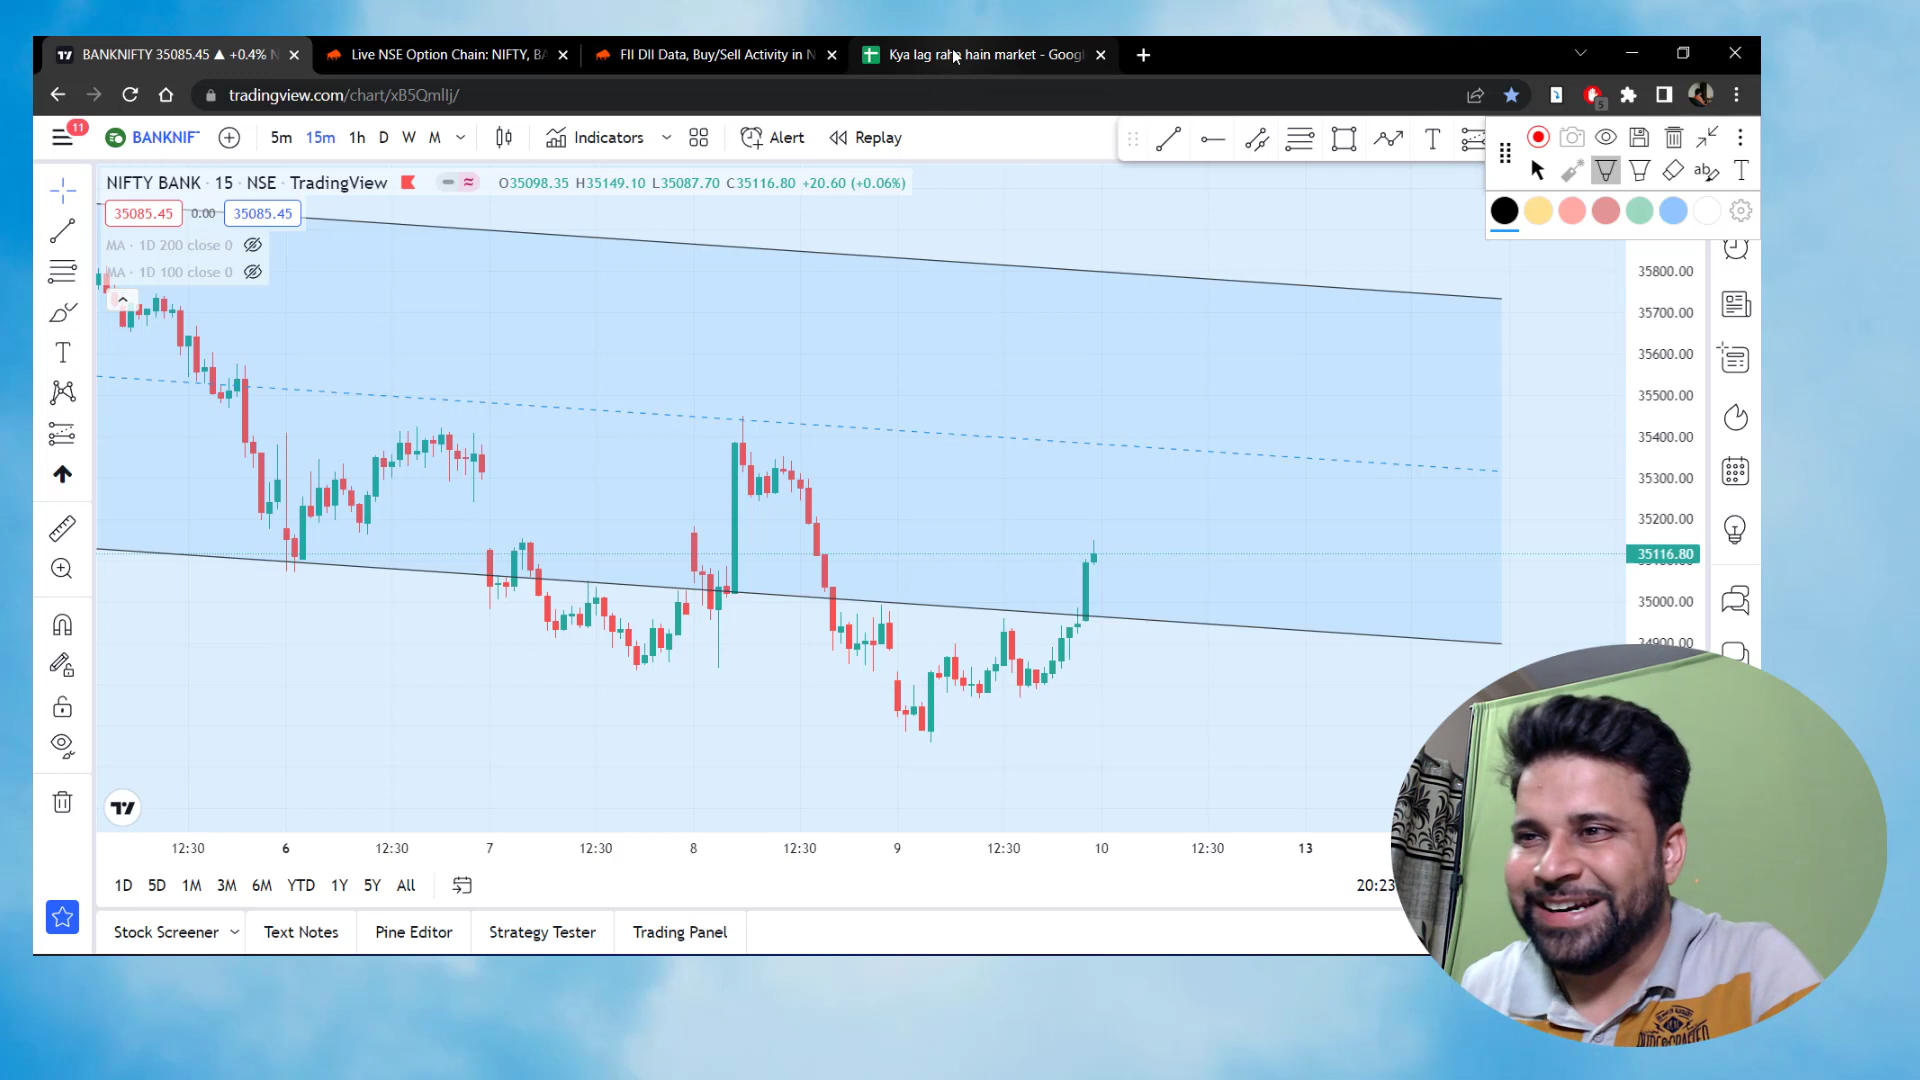 BANKNIFTY 35085.45 ▲ +0.4% N
Live NSE Option Chain: NIFTY, BA
FII DII Data, Buy/Sell Activity in N
Kya lag raha hain market - Googl
tradingview.com/chart/xB5Qmllj/
5
11
BANKNIF
5m 15m 1h D W M
Indicators
Alert
Replay
T
ab
T
NIFTY BANK · 15 · NSE · TradingView
O35098.35 H35149.10 L35087.70 C35116.80 +20.60 (+0.06%)
35085.45 0.00 35085.45
MA · 1D 200 close 0
MA · 1D 100 close 0
35800.00
35700.00
35600.00
35500.00
35400.00
35300.00
35200.00
35116.80
35000.00
34900.00
12:30 6 12:30 7 12:30 8 12:30 9 12:30 10 12:30 13
1D 5D 1M 3M 6M YTD 1Y 5Y All
20:23
Stock Screener Text Notes Pine Editor Strategy Tester Trading Panel